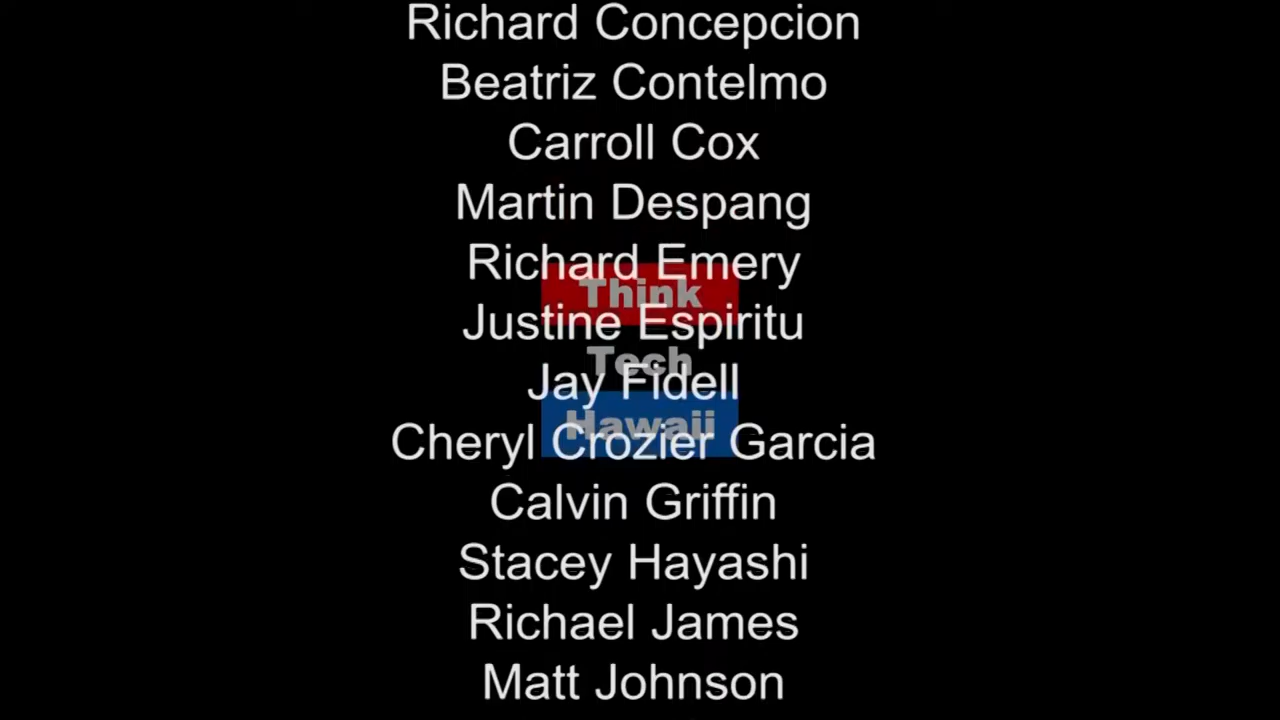 Richard Concepcion
Beatriz Contelmo
Carroll Cox
Martin Despang
Richard Emery
Think
Justine Espiritu
Tech
Jay Fidell
Hawaii
Cheryl Crozier Garcia
Calvin Griffin
Stacey Hayashi
Richael James
Matt Johnson